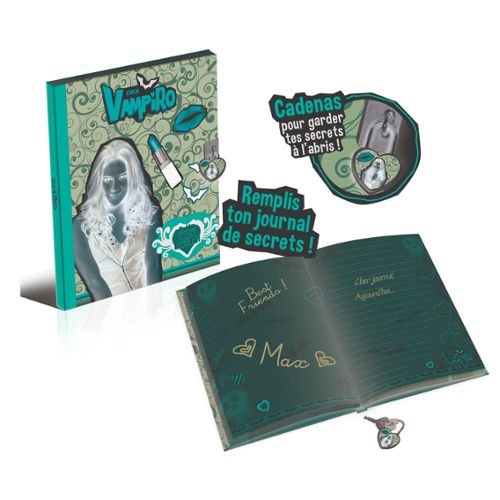 CHICA
VAMPiRO
Cadenas
pour garder
tes secrets
à l'abris !
Remplis
ton journal
de secrets !
Best
Friends !
Max
Cher journal,
Aujourd'hui...
Vampiro